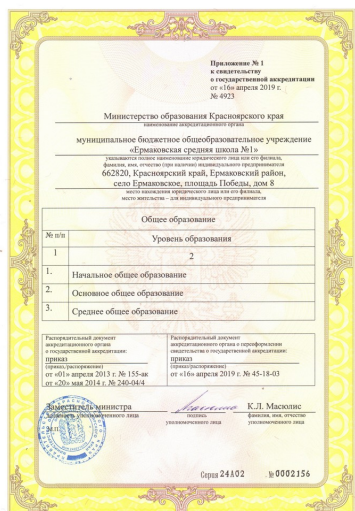 Приложение № 1
к свидетельству
о государственной аккредитации
от «16» апреля 2019 г.
№ 4923
Министерство образования Красноярского края
наименование аккредитационного органа
муниципальное бюджетное общеобразовательное учреждение
«Ермаковская средняя школа №1»
указываются полное наименование юридического лица или его филиала,
фамилия, имя, отчество (при наличии) индивидуального предпринимателя
662820, Красноярский край, Ермаковский район,
село Ермаковское, площадь Победы, дом 8
место нахождения юридического лица или его филиала,
место жительства – для индивидуального предпринимателя
Общее образование
№ п/п
Уровень образования
1
2
1.
Начальное общее образование
2.
Основное общее образование
3.
Среднее общее образование
Распорядительный документ
аккредитационного органа
о государственной аккредитации:
приказ
(приказ/распоряжение)
от «01» апреля 2013 г. № 155-ак
от «20» мая 2014 г. № 240-04/4
Распорядительный документ
аккредитационного органа о переоформлении
свидетельства о государственной аккредитации:
приказ
(приказ/распоряжение)
от «16» апреля 2019 г. № 45-18-03
Заместитель министра
К.Л. Масюлис
должность уполномоченного лица
подпись
уполномоченного лица
фамилия, имя, отчество
уполномоченного лица
М.П.
Серия 24А02 № 0002156